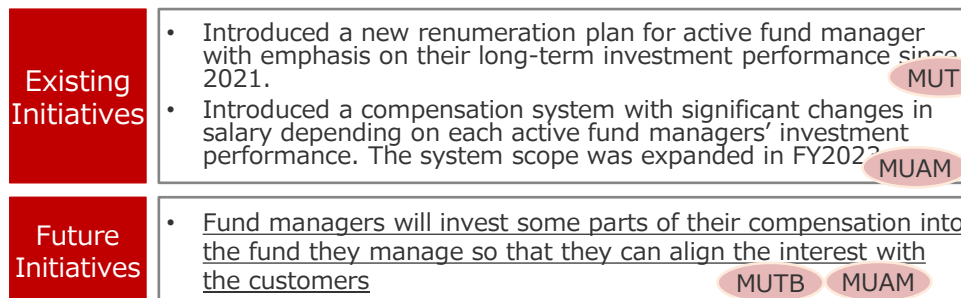 Existing
Initiatives
• Introduced a new renumeration plan for active fund manager
with emphasis on their long-term investment performance since
2021.
MUT
• Introduced a compensation system with significant changes in
salary depending on each active fund managers’ investment
performance. The system scope was expanded in FY2023
MUAM
Future
Initiatives
• Fund managers will invest some parts of their compensation into
the fund they manage so that they can align the interest with
the customers
MUTB MUAM